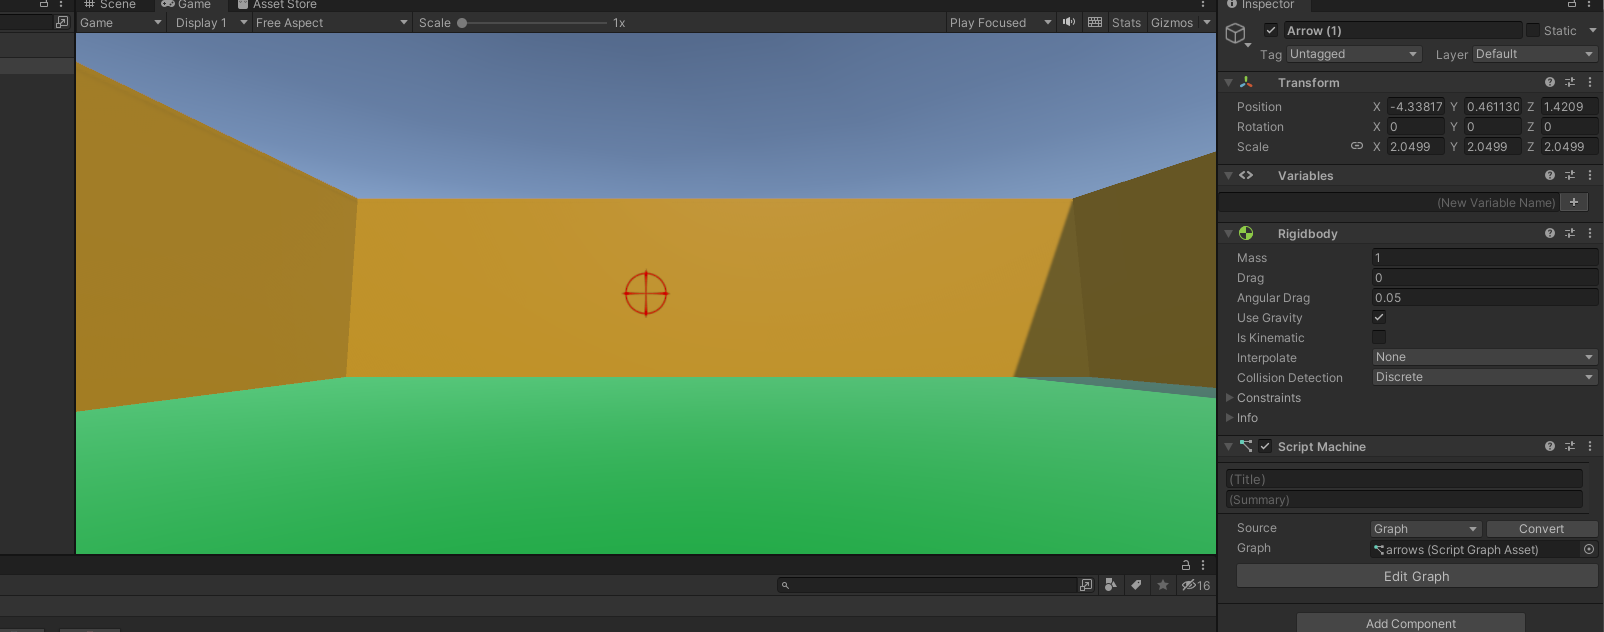 Scene Game Asset Store
Game Display 1 Free Aspect Scale 1x Play Focused Stats Gizmos
16
Inspector
Arrow (1) Static
Tag Untagged Layer Default
Transform
Position X -4.33817 Y 0.461130 Z 1.4209
Rotation X 0 Y 0 Z 0
Scale X 2.0499 Y 2.0499 Z 2.0499
Variables
(New Variable Name) +
Rigidbody
Mass 1
Drag 0
Angular Drag 0.05
Use Gravity
Is Kinematic
Interpolate None
Collision Detection Discrete
Constraints
Info
Script Machine
(Title)
(Summary)
Source Graph Convert
Graph arrows (Script Graph Asset)
Edit Graph
Add Component